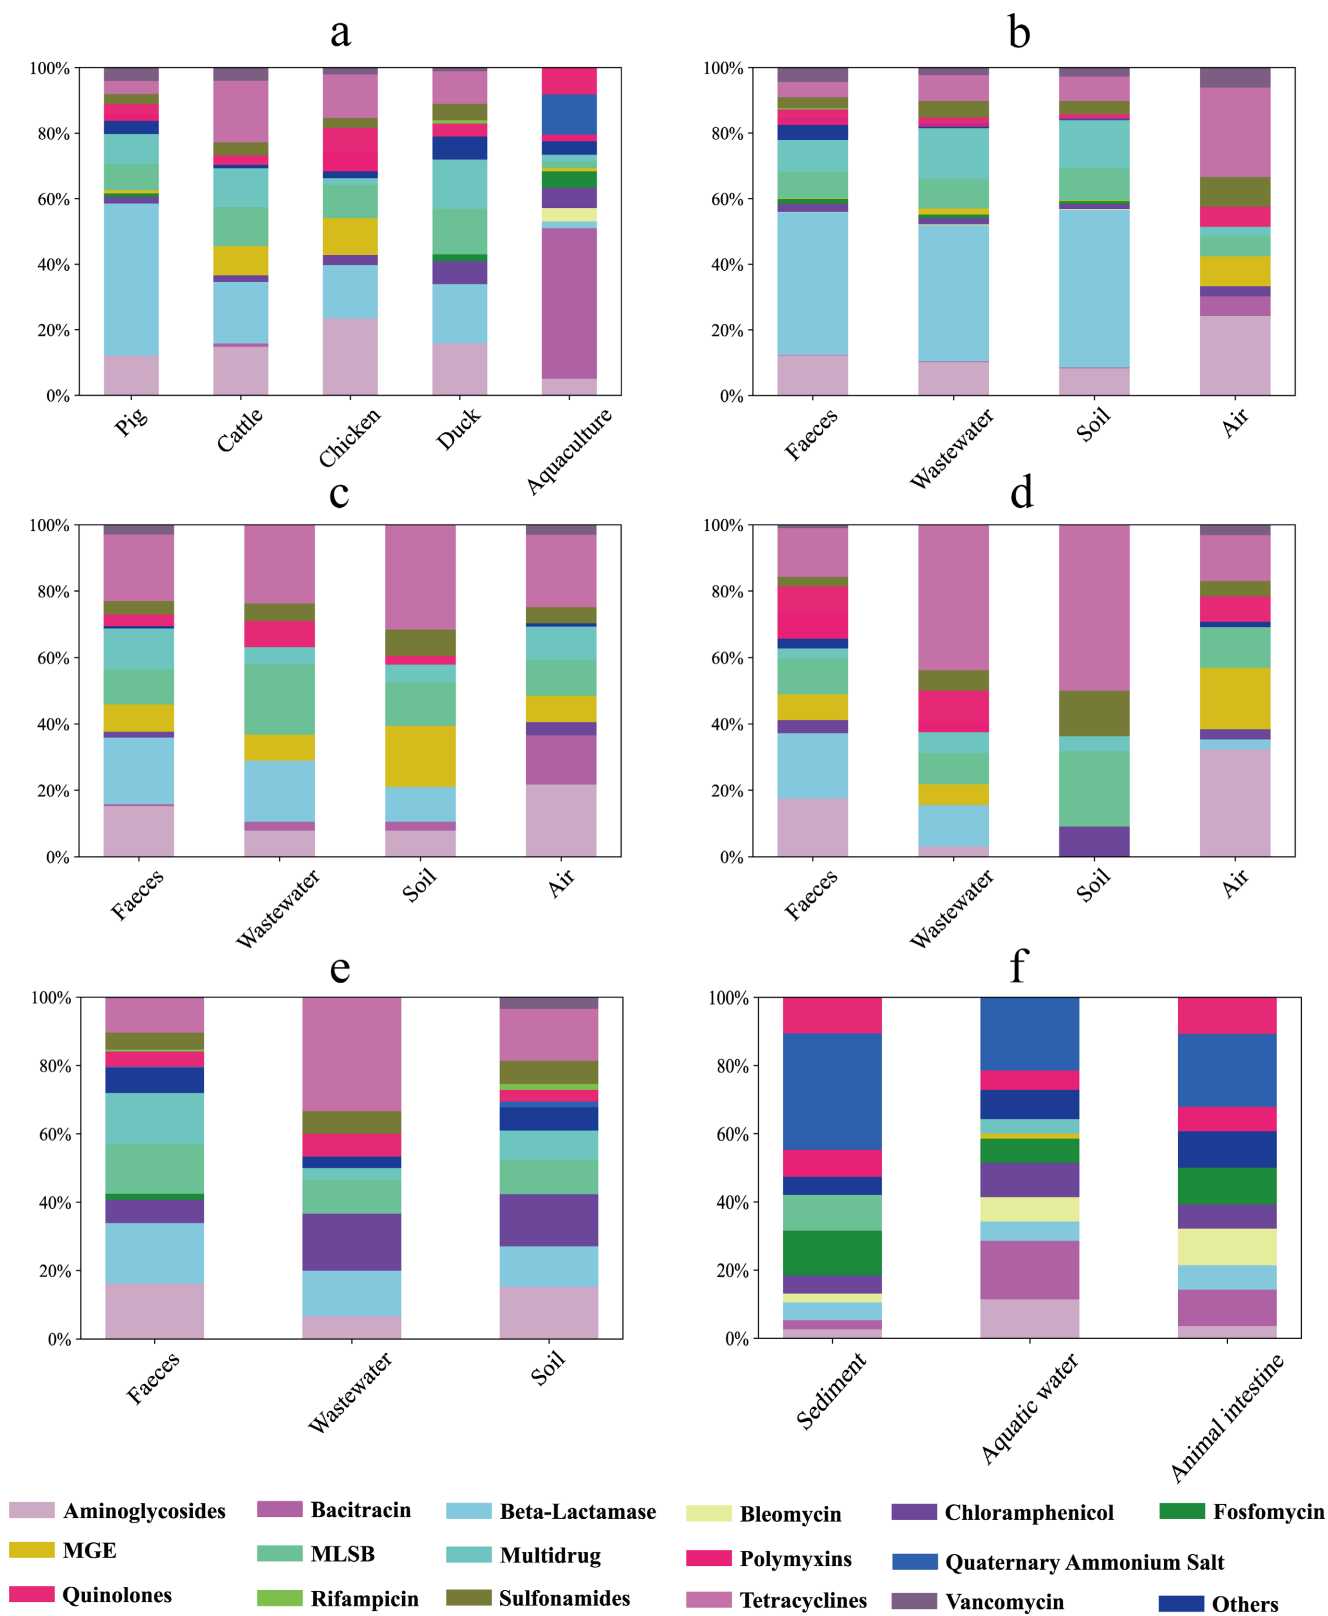 a
100%
80%
60%
40%
20%
0%
Pig
Cattle
Chicken
Duck
Aquaculture
b
100%
80%
60%
40%
20%
0%
Faeces
Wastewater
Soil
Air
c
100%
80%
60%
40%
20%
0%
Faeces
Wastewater
Soil
Air
d
100%
80%
60%
40%
20%
0%
Faeces
Wastewater
Soil
Air
e
100%
80%
60%
40%
20%
0%
Faeces
Wastewater
Soil
f
100%
80%
60%
40%
20%
0%
Sediment
Aquatic water
Animal intestine
Aminoglycosides
Bacitracin
Beta-Lactamase
Bleomycin
Chloramphenicol
Fosfomycin
MGE
MLSB
Multidrug
Polymyxins
Quaternary Ammonium Salt
Quinolones
Rifampicin
Sulfonamides
Tetracyclines
Vancomycin
Others